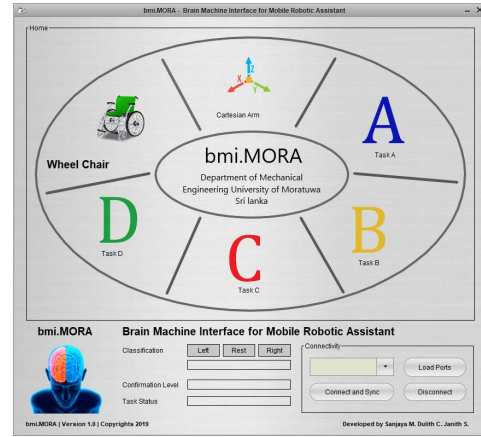 bmi.MORA - Brain Machine Interface for Mobile Robotic Assistant
Home
X
Z
Y
Cartesian Arm
A
Task A
Wheel Chair
bmi.MORA
Department of Mechanical
Engineering University of Moratuwa
Sri lanka
D
Task D
C
Task C
B
Task B
bmi.MORA
Brain Machine Interface for Mobile Robotic Assistant
Classification
Left Rest Right
Confirmation Level
Task Status
Connectivity
Load Ports
Connect and Sync Disconnect
bmi.MORA | Version 1.0 | Copyrights 2019
Developed by Sanjaya M. Dulith C. Janith S.